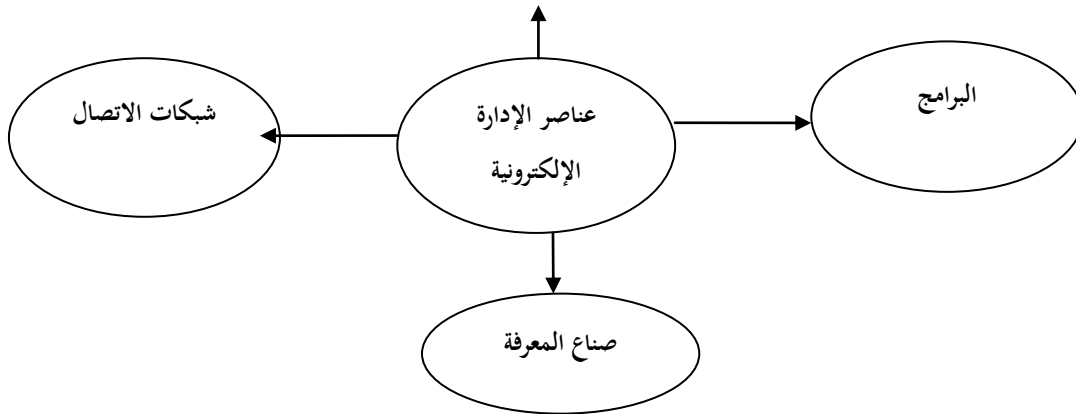 البرامج
عناصر الإدارة
الإلكترونية
شبكات الاتصال
صناع المعرفة